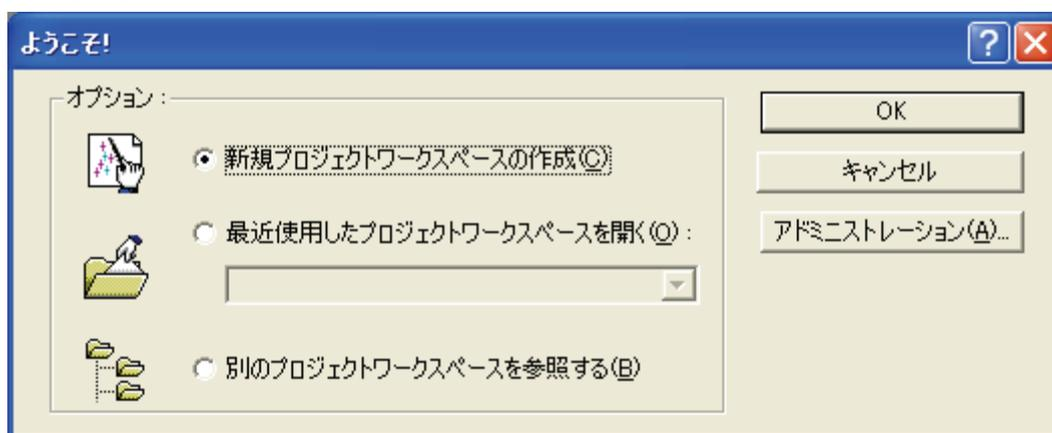 ようこそ!
オプション :
新規プロジェクトワークスペースの作成(C)
最近使用したプロジェクトワークスペースを開く(O) :
別のプロジェクトワークスペースを参照する(B)
OK
キャンセル
アドミニストレーション(A)...